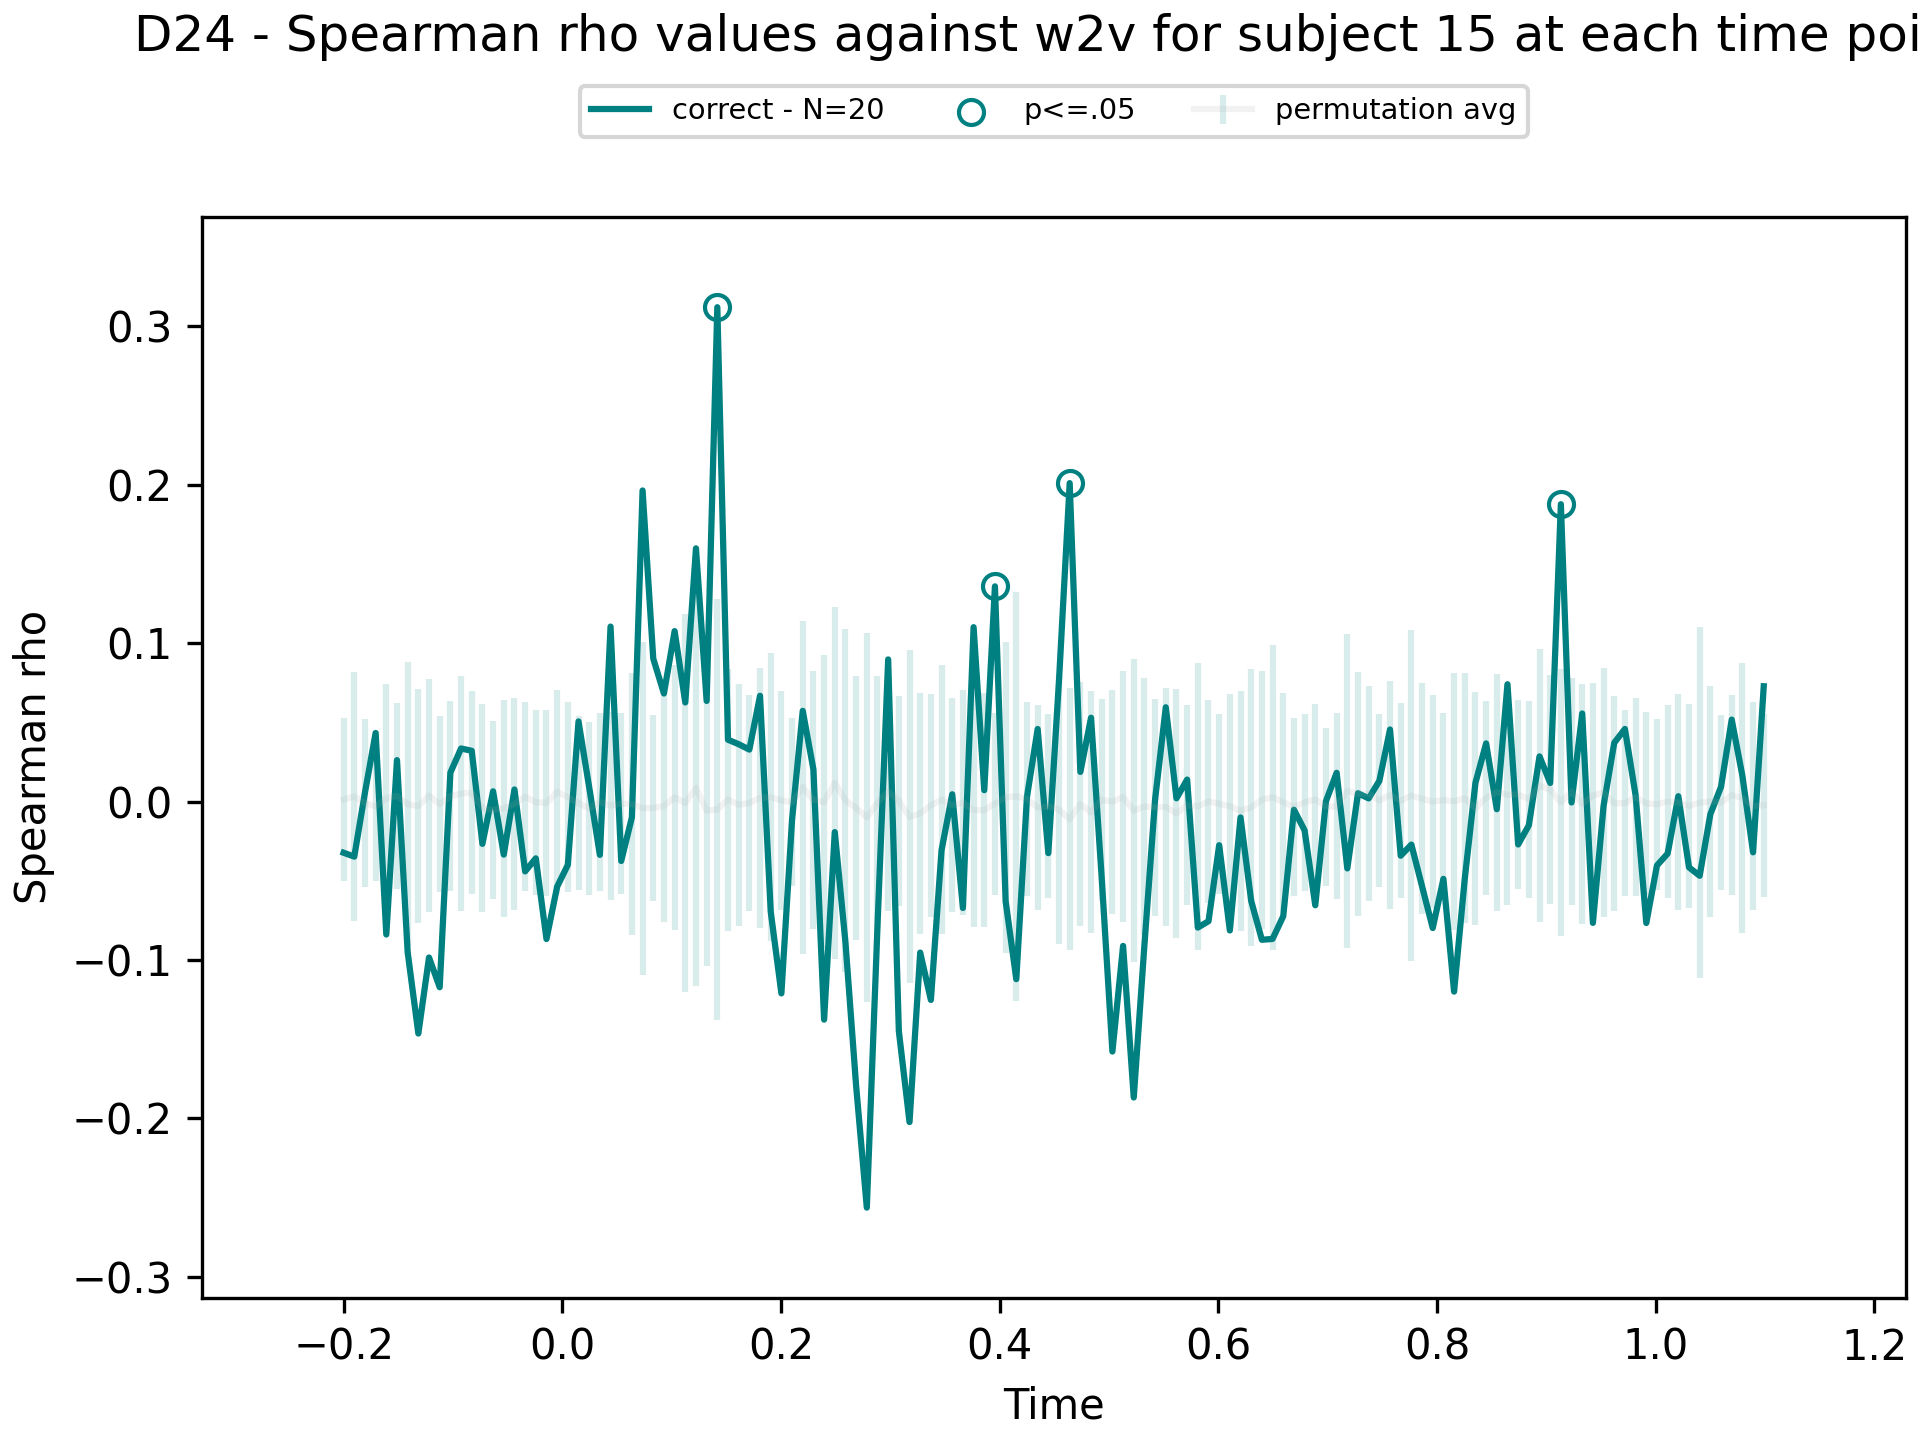 D24 - Spearman rho values against w2v for subject 15 at each time poi
correct - N=20 p<=.05 permutation avg
Spearman rho
0.3
0.2
0.1
0.0
−0.1
−0.2
−0.3
−0.2 0.0 0.2 0.4 0.6 0.8 1.0 1.2
Time